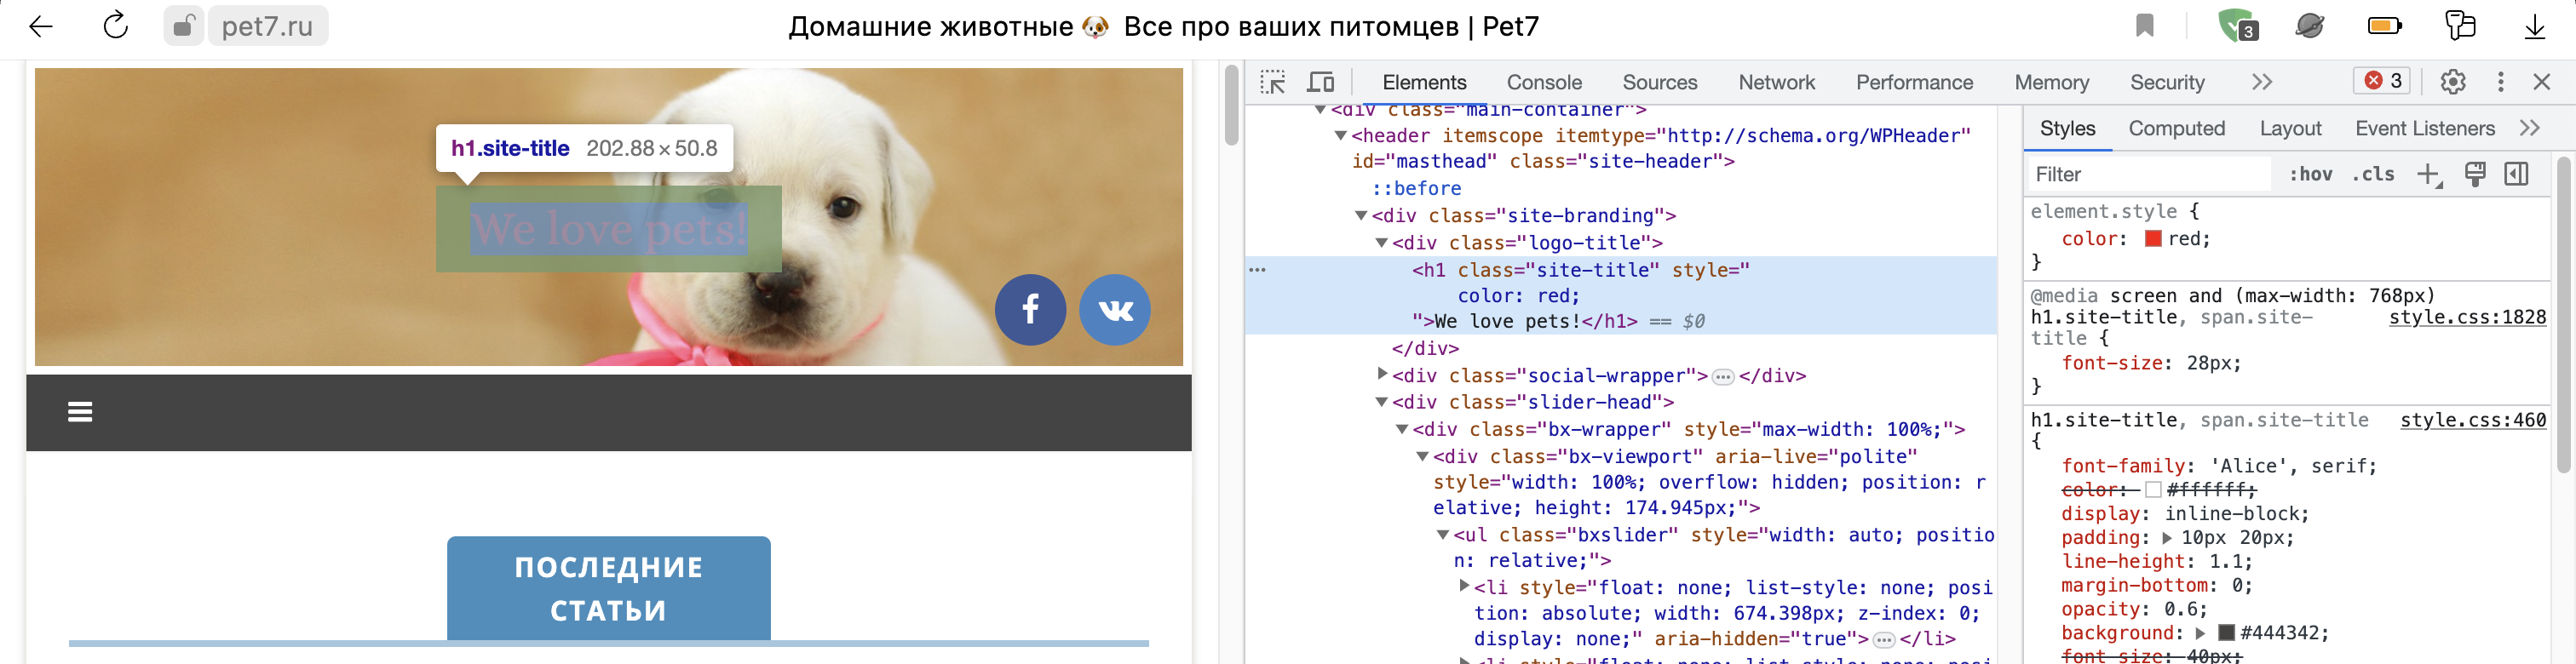 pet7.ru
Домашние животные 🐶 Все про ваших питомцев | Pet7
3
h1.site-title 202.88 × 50.8
We love pets!
f
ПОСЛЕДНИЕ
СТАТЬИ
Elements Console Sources Network Performance Memory Security 3
<div class="main-container">
<header itemscope itemtype="http://schema.org/WPHeader"
id="masthead" class="site-header">
::before
<div class="site-branding">
<div class="logo-title">
<h1 class="site-title" style="
color: red;
">We love pets!</h1> == $0
</div>
<div class="social-wrapper">…</div>
<div class="slider-head">
<div class="bx-wrapper" style="max-width: 100%;">
<div class="bx-viewport" aria-live="polite"
style="width: 100%; overflow: hidden; position: r
elative; height: 174.945px;">
<ul class="bxslider" style="width: auto; positio
n: relative;">
<li style="float: none; list-style: none; posi
tion: absolute; width: 674.398px; z-index: 0;
display: none;" aria-hidden="true">…</li>
<li style="float: none; list-style: none; posi
Styles Computed Layout Event Listeners
Filter :hov .cls
element.style {
color: red;
}
@media screen and (max-width: 768px)
h1.site-title, span.site- style.css:1828
title {
font-size: 28px;
}
h1.site-title, span.site-title style.css:460
{
font-family: 'Alice', serif;
color: #ffffff;
display: inline-block;
padding: 10px 20px;
line-height: 1.1;
margin-bottom: 0;
opacity: 0.6;
background: #444342;
font-size: 40px;